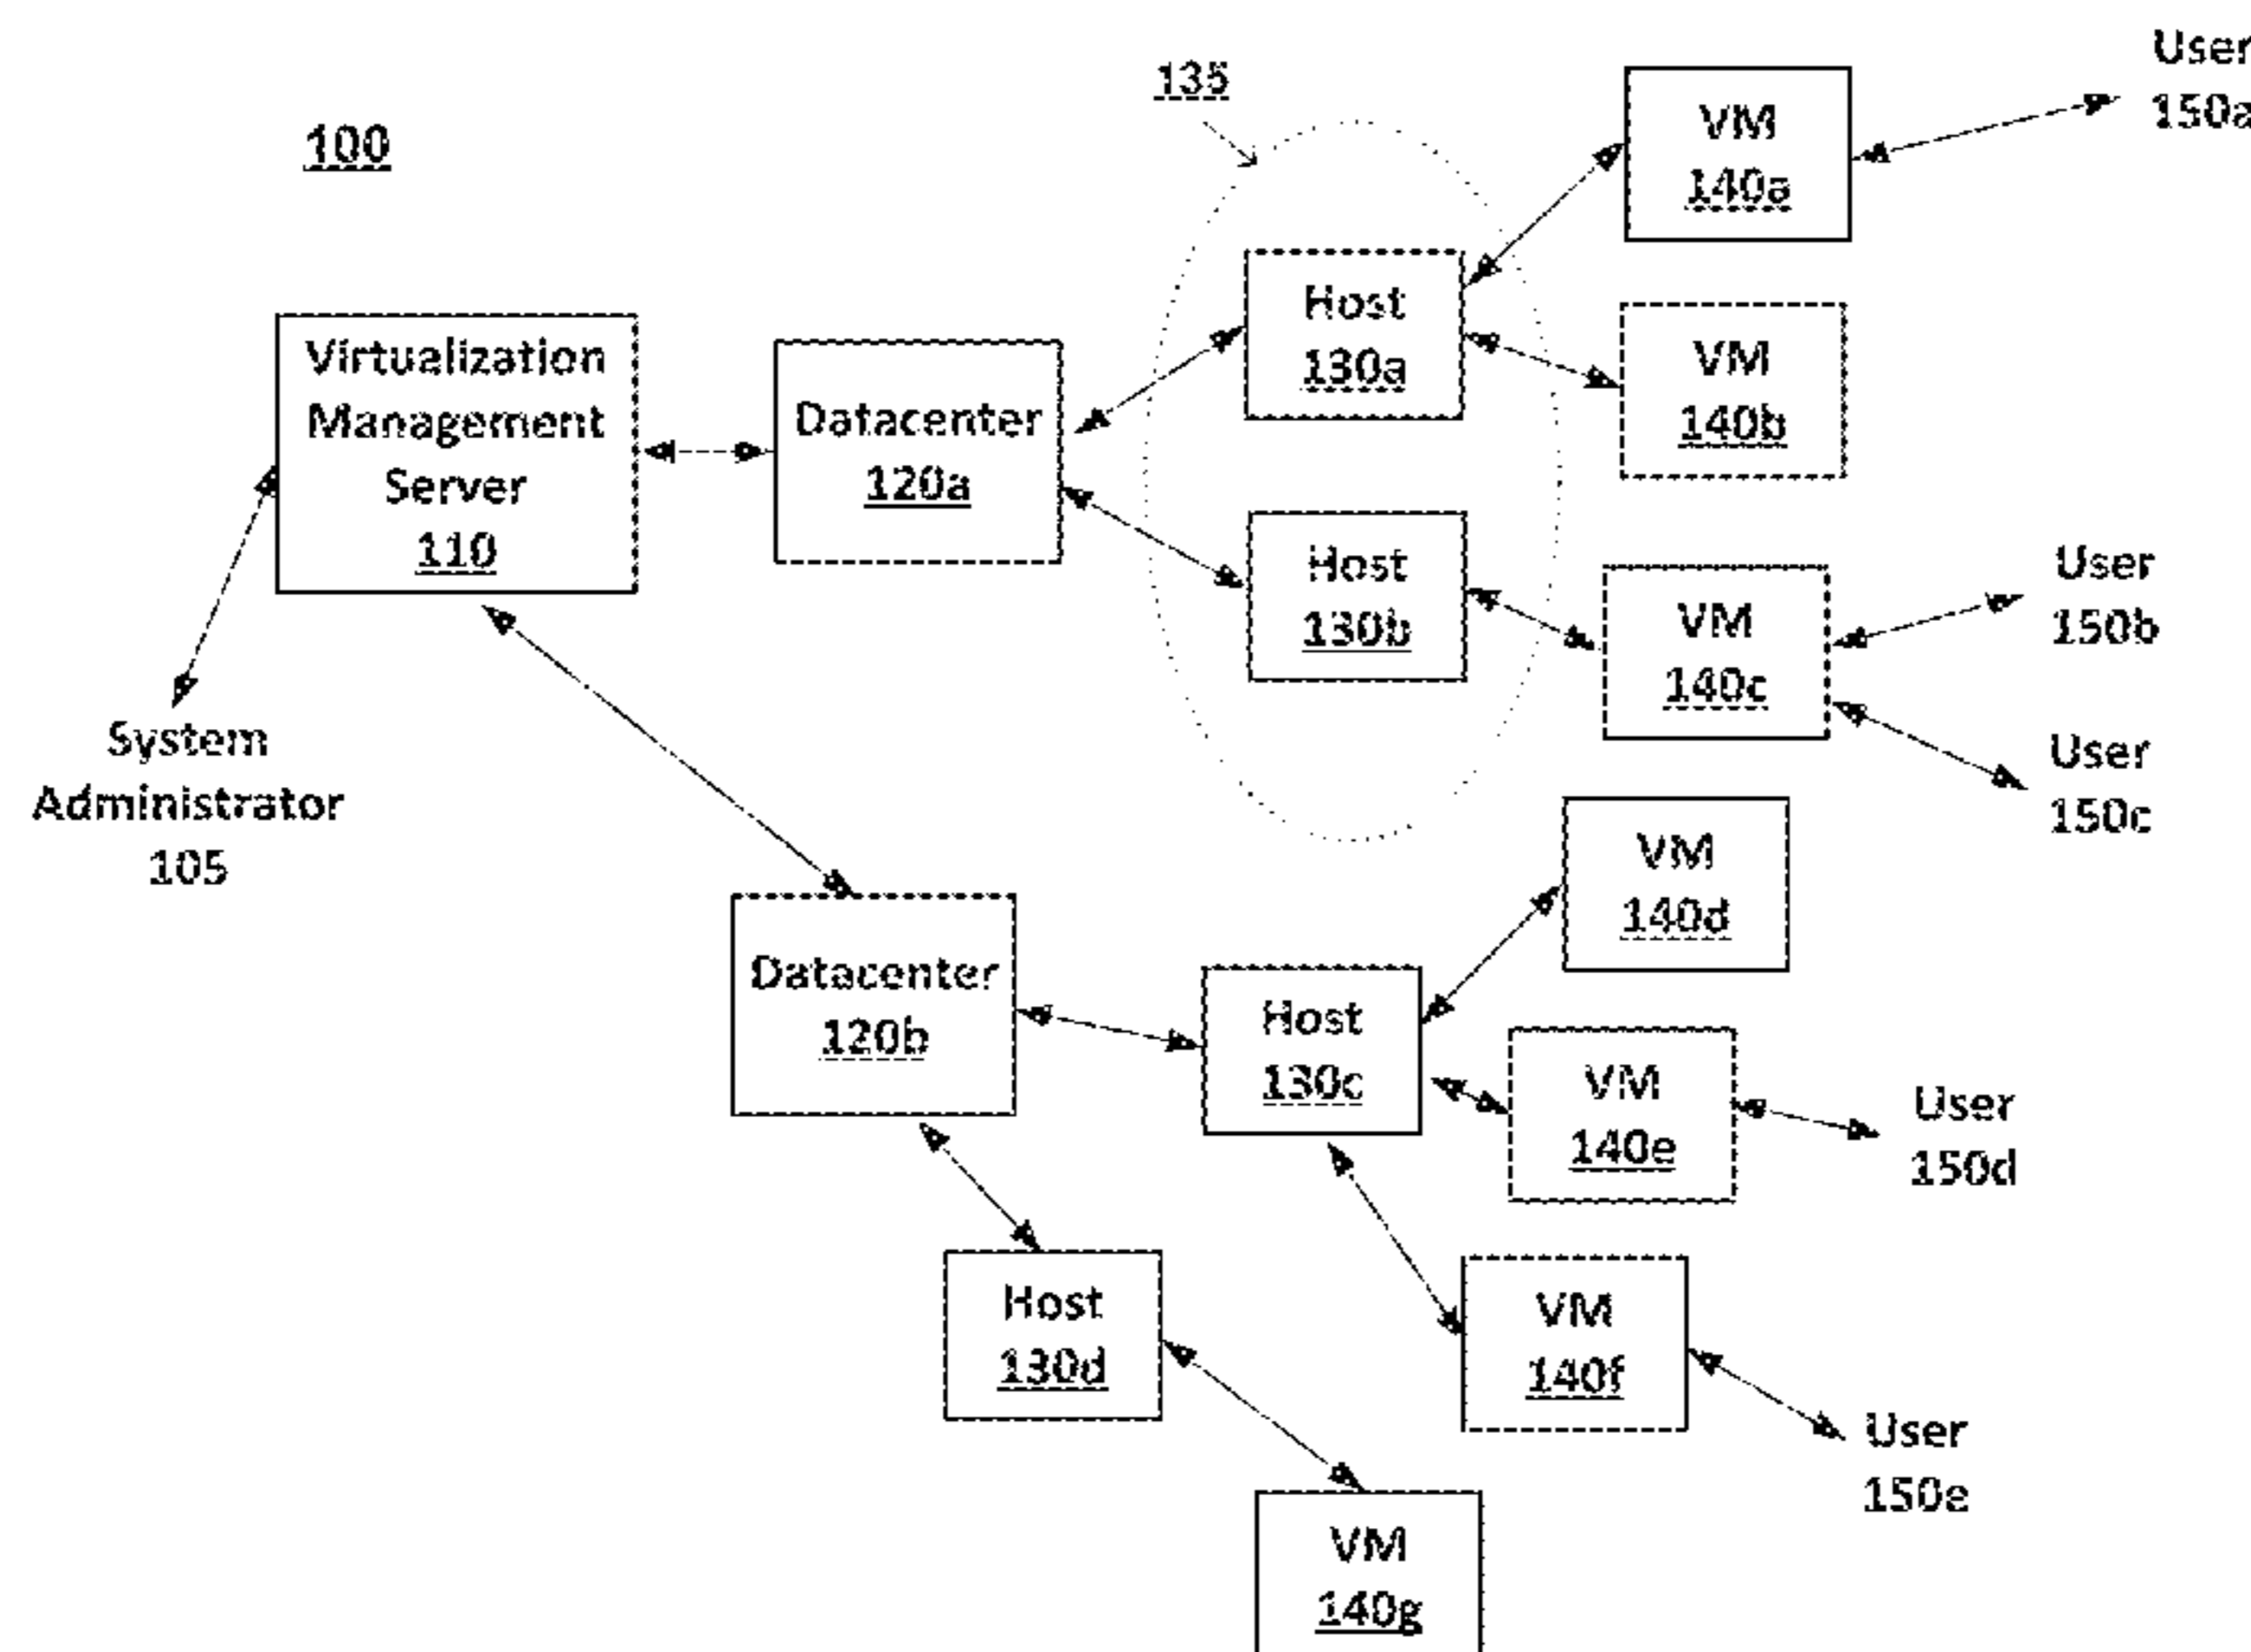 100
135
User
150a
VM
140a
VM
140b
Host
130a
Virtualization
Management
Server
110
Datacenter
120a
Host
130b
VM
140c
User
150b
User
150c
System
Administrator
105
VM
140d
Datacenter
120b
Host
130c
VM
140e
User
150d
Host
130d
VM
140f
User
150e
VM
140g